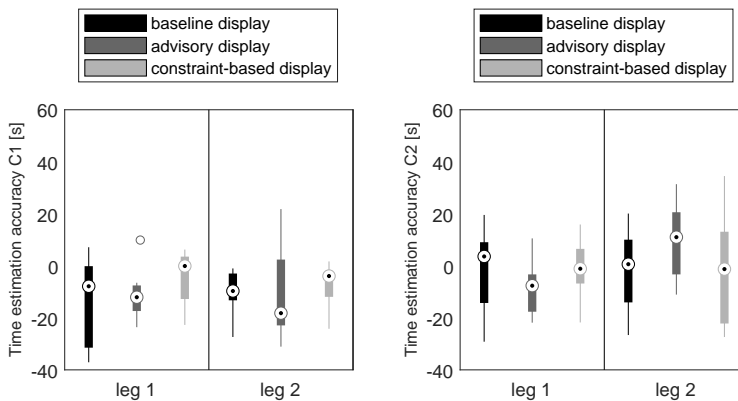 baseline display
advisory display
constraint-based display
Time estimation accuracy C1 [s]
60
40
20
0
-20
-40
leg 1
leg 2
baseline display
advisory display
constraint-based display
Time estimation accuracy C2 [s]
60
40
20
0
-20
-40
leg 1
leg 2